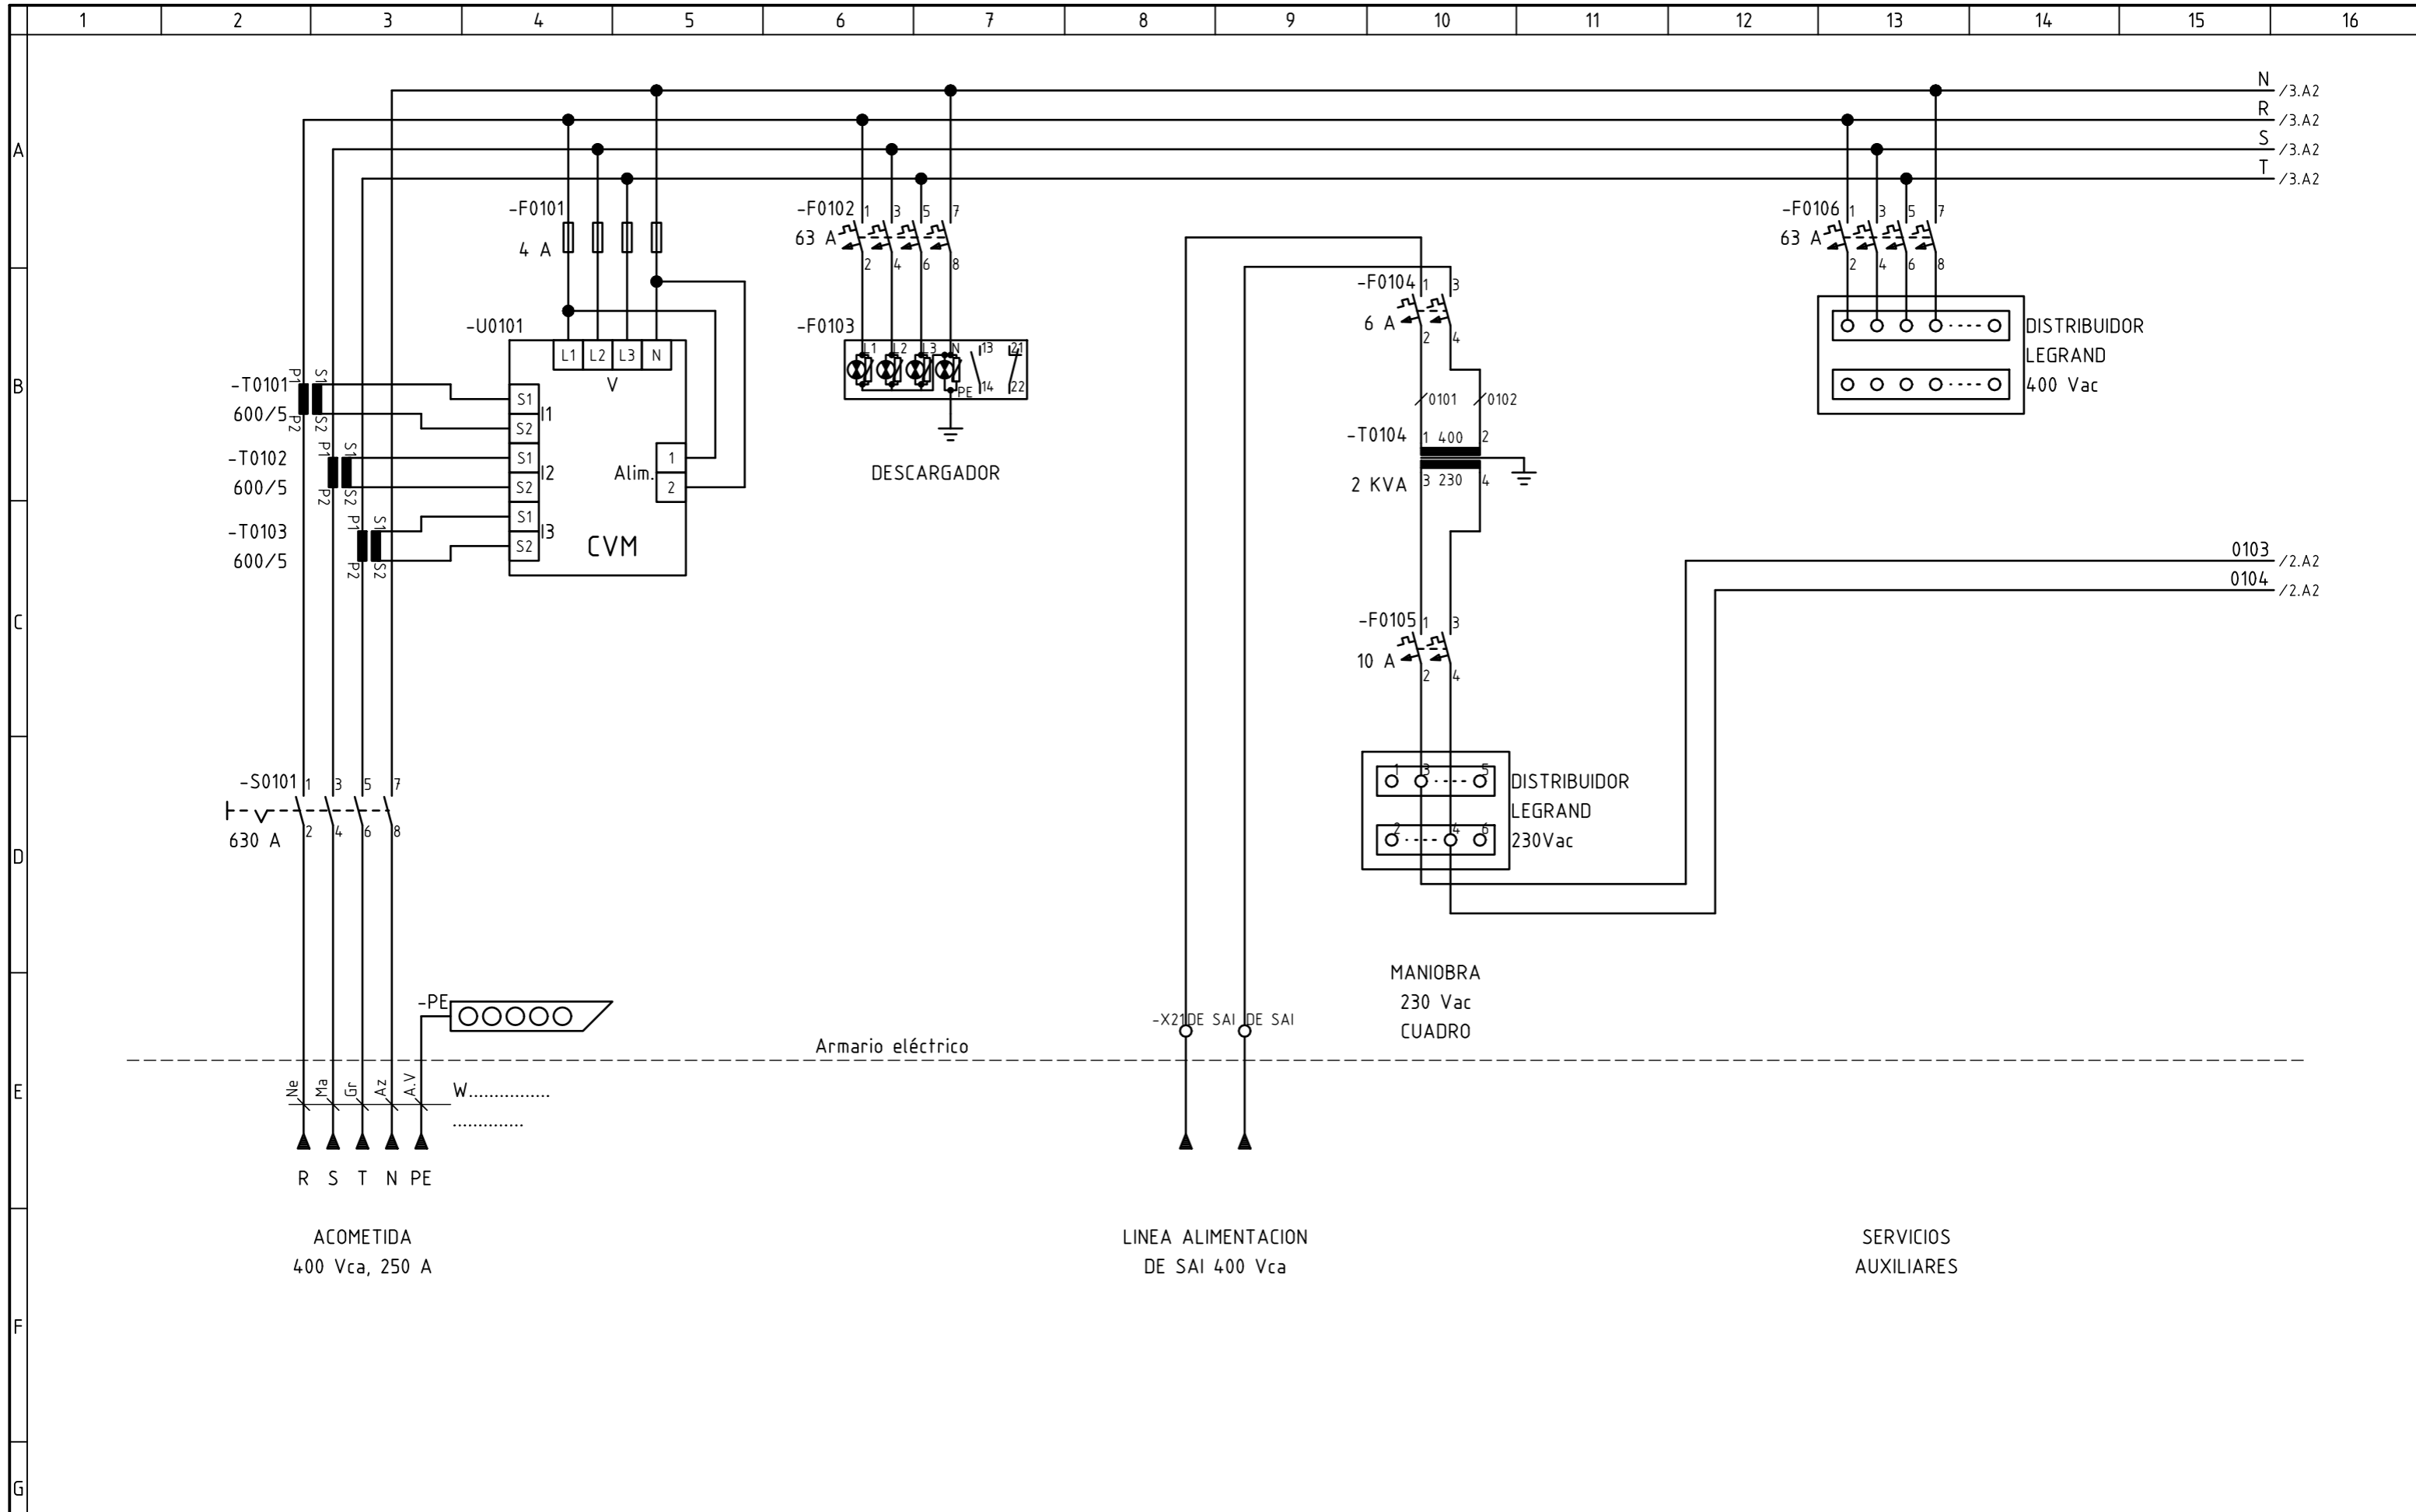 1 2 3 4 5 6 7 8 9 10 11 12 13 14 15 16
N /3.A2
R /3.A2
A
S /3.A2
T /3.A2
-F0101
4 A
-F0102 1 3 5 7
63 A
2 4 6 8
-F0106 1 3 5 7
63 A
2 4 6 8
-F0104 1 3
6 A
2 4
-U0101
L1 L2 L3 N
V
-F0103
L1 L2 L3 N 13 21
PE 14 22
DESCARGADOR
DISTRIBUIDOR
LEGRAND
400 Vac
B
-T0101
600/5
P1 S1
P2 S2
S1
I1
S2
-T0102
600/5
P1 S1
P2 S2
S1
I2
S2
-T0103
600/5
P1 S1
P2 S2
S1
I3
S2
Alim.
1
2
CVM
0101 0102
-T0104 1 400 2
2 KVA 3 230 4
0103 /2.A2
0104 /2.A2
C
-F0105 1 3
10 A
2 4
-S0101 1 3 5 7
630 A
2 4 6 8
1 3 5
2 4 6
DISTRIBUIDOR
LEGRAND
230Vac
D
MANIOBRA
230 Vac
CUADRO
-PE
-X21 DE SAI DE SAI
Armario eléctrico
E
Ne Ma Gr Az A.V
W................
..............
R S T N PE
ACOMETIDA
400 Vca, 250 A
LINEA ALIMENTACION
DE SAI 400 Vca
SERVICIOS
AUXILIARES
F
G